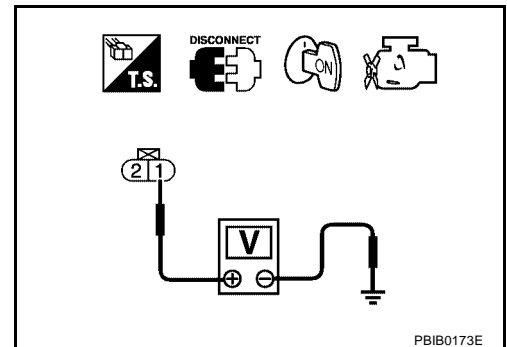 DISCONNECT
T.S.
ON
2 1
V
+ −
PBIB0173E